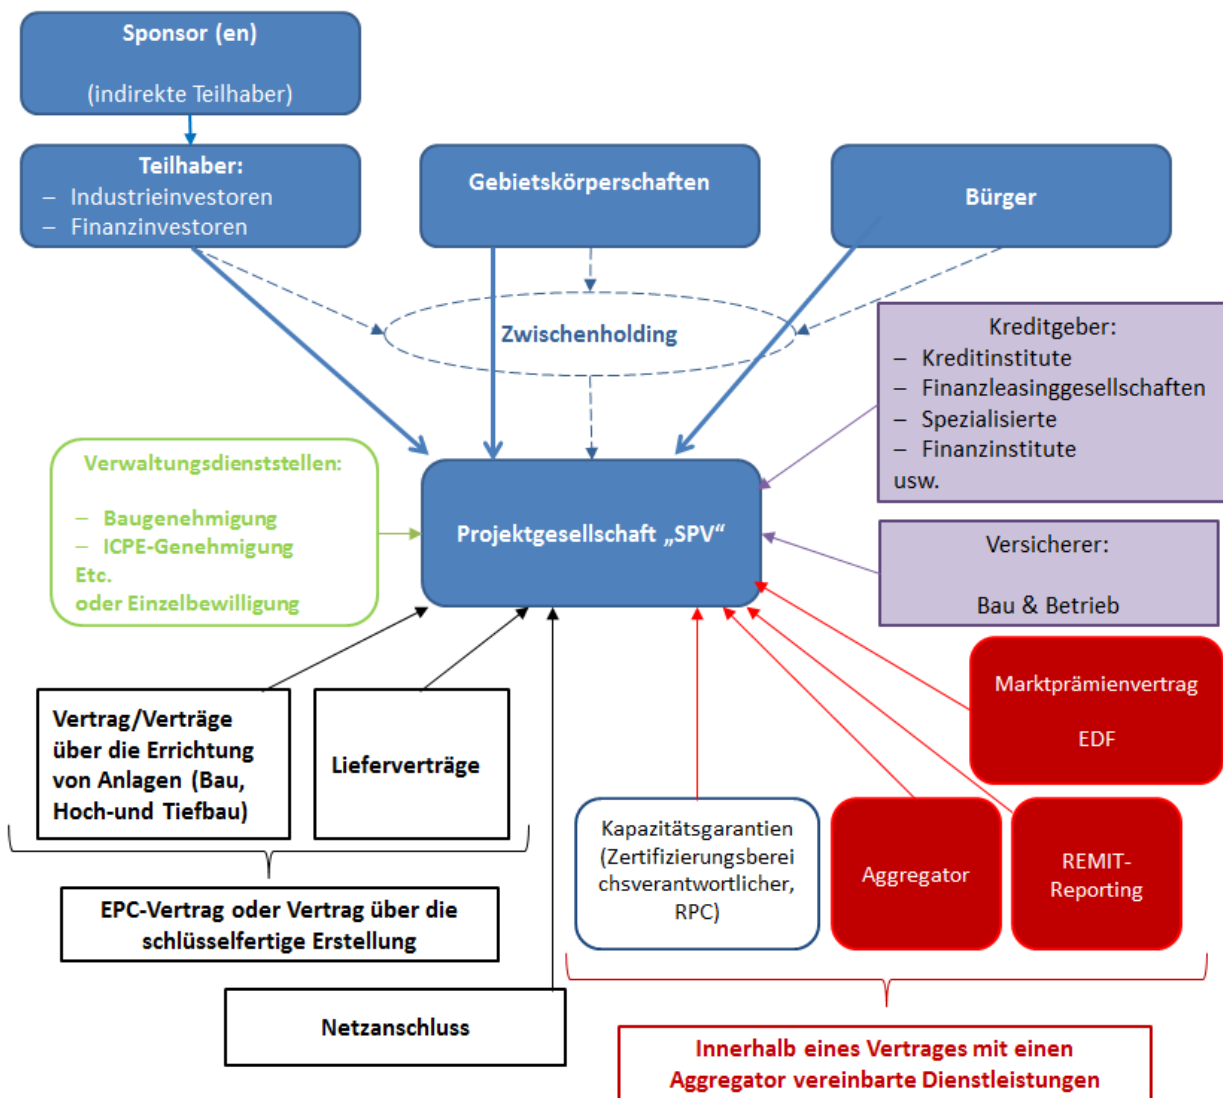 Sponsor (en)
(indirekte Teilhaber)
Teilhaber:
– Industrieinvestoren
– Finanzinvestoren
Gebietskörperschaften
Bürger
Zwischenholding
Kreditgeber:
– Kreditinstitute
– Finanzleasinggesellschaften
– Spezialisierte
– Finanzinstitute
usw.
Verwaltungsdienststellen:
– Baugenehmigung
– ICPE-Genehmigung
Etc.
oder Einzelbewilligung
Projektgesellschaft „SPV“
Versicherer:
Bau & Betrieb
Marktprämienvertrag
EDF
Vertrag/Verträge
über die Errichtung
von Anlagen (Bau,
Hoch-und Tiefbau)
Lieferverträge
Kapazitätsgarantien
(Zertifizierungsberei
chsverantwortlicher,
RPC)
Aggregator
REMIT-
Reporting
EPC-Vertrag oder Vertrag über die
schlüsselfertige Erstellung
Netzanschluss
Innerhalb eines Vertrages mit einen
Aggregator vereinbarte Dienstleistungen